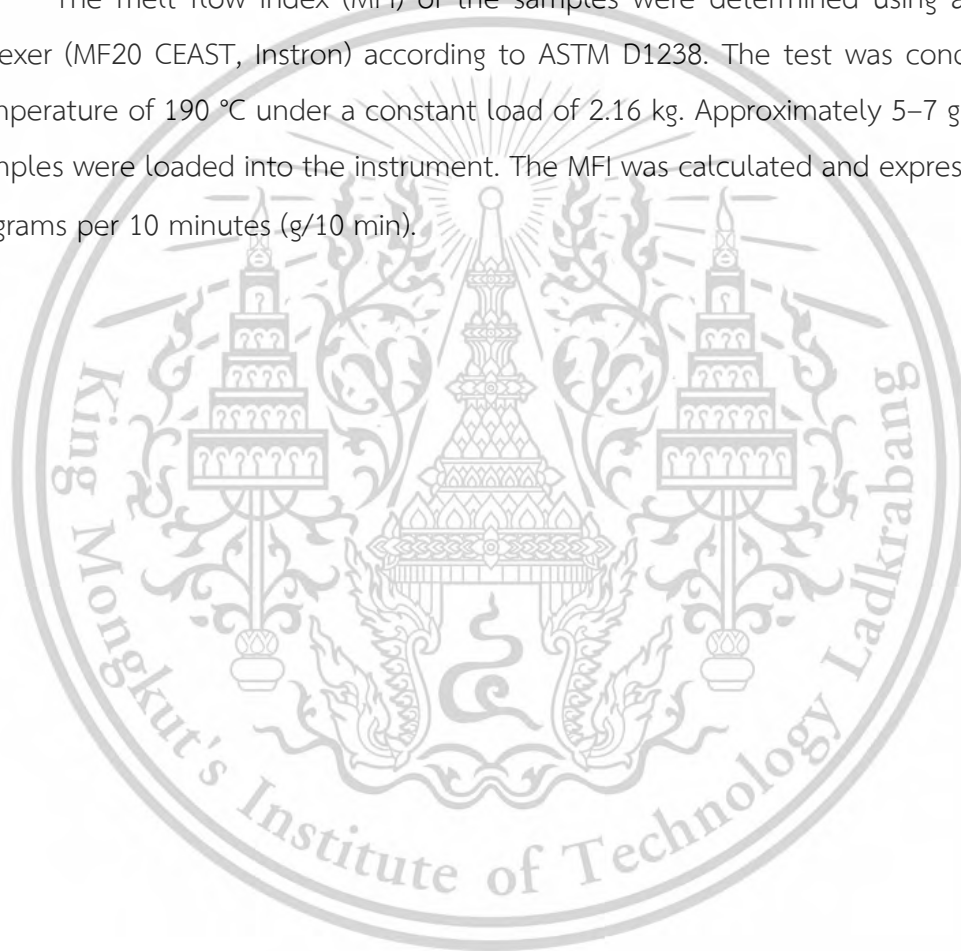 The melt flow index (MFI) of the samples were determined using a
exer (MF20 CEAST, Instron) according to ASTM D1238. The test was conc
nperature of 190 °C under a constant load of 2.16 kg. Approximately 5–7 g
nples were loaded into the instrument. The MFI was calculated and expres
grams per 10 minutes (g/10 min).
King Mongkut's Institute of Technology Ladkrabang